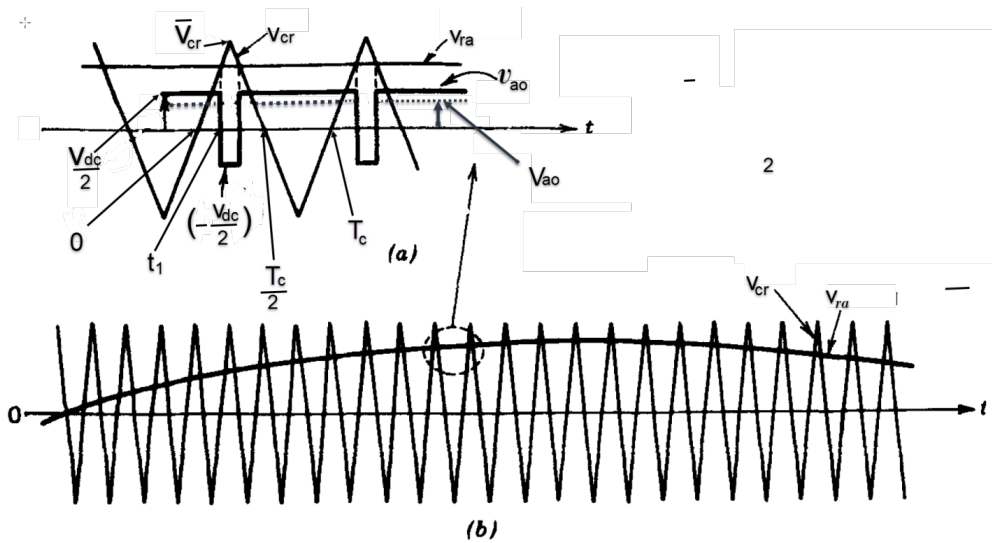 V̅cr
vcr
vra
vao
t
Vdc
2
Vao
2
0
(-Vdc/2)
Tc
(a)
t1
Tc
2
vcr
vra
0
t
(b)